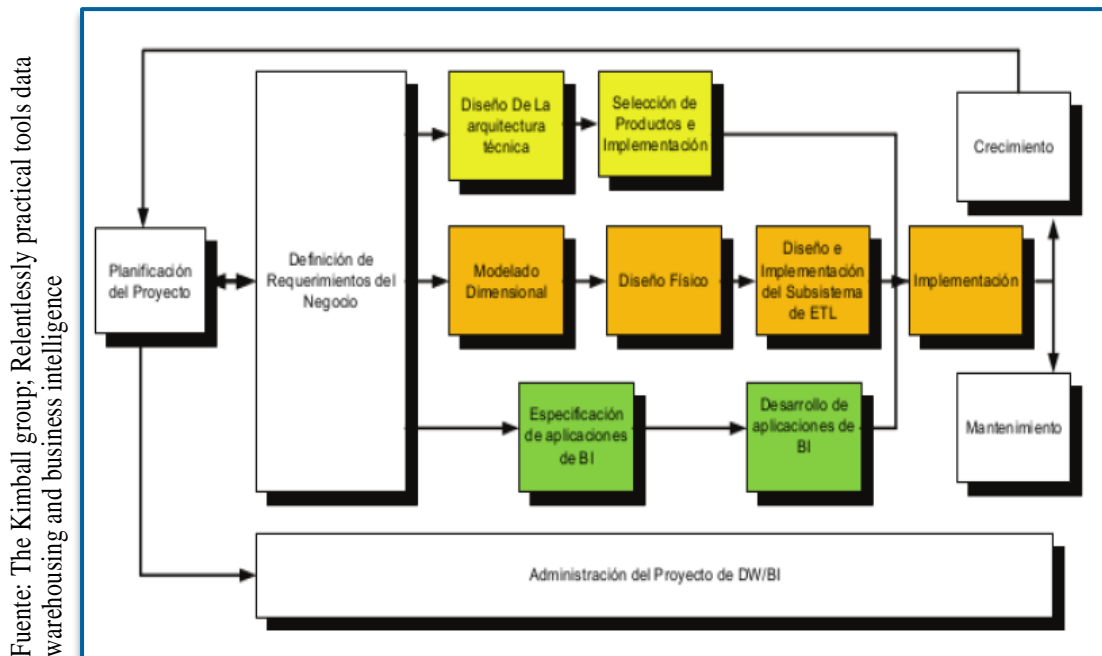 Fuente: The Kimball group; Relentlessly practical tools data
warehousing and business intelligence
Planificación
del Proyecto
Definición de
Requerimientos del
Negocio
Diseño De La
arquitectura
técnica
Selección de
Productos e
Implementación
Modelado
Dimensional
Diseño Físico
Diseño e
Implementación
del Subsistema
de ETL
Implementación
Especificación
de aplicaciones
de BI
Desarrollo de
aplicaciones de
BI
Crecimiento
Mantenimiento
Administración del Proyecto de DW/BI